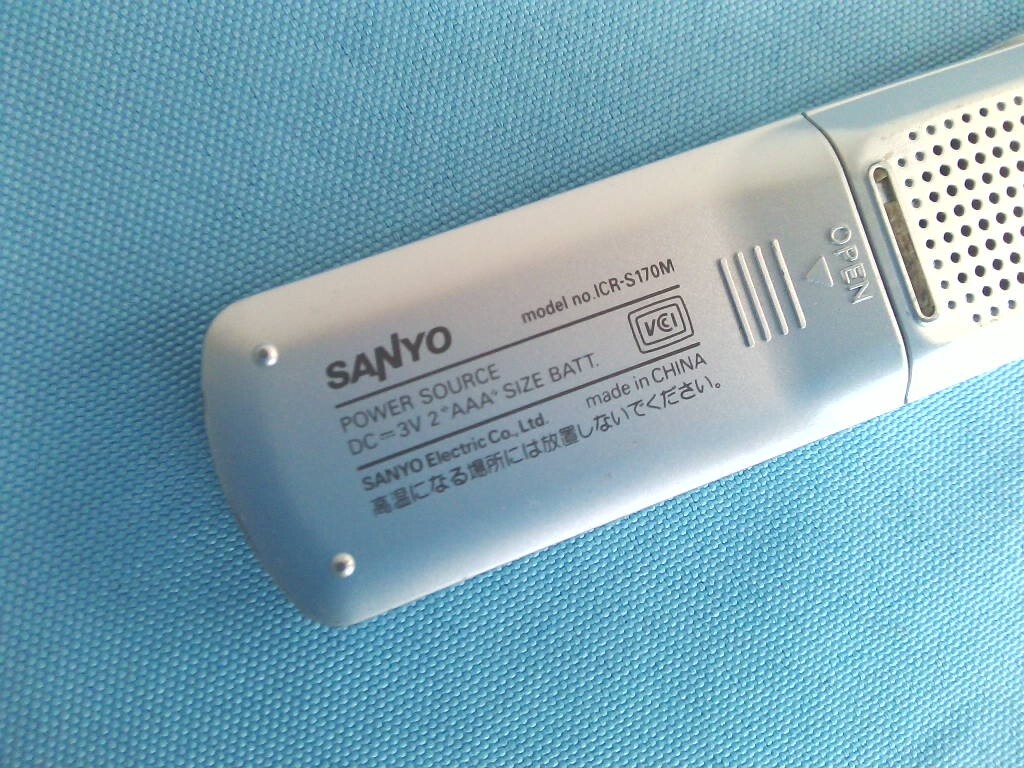 SANYO model no.ICR-S170M
POWER SOURCE
DC=3V 2"AAA" SIZE BATT.
VCCI
SANYO Electric Co., Ltd. made in CHINA
高温になる場所には放置しないでください。
OPEN